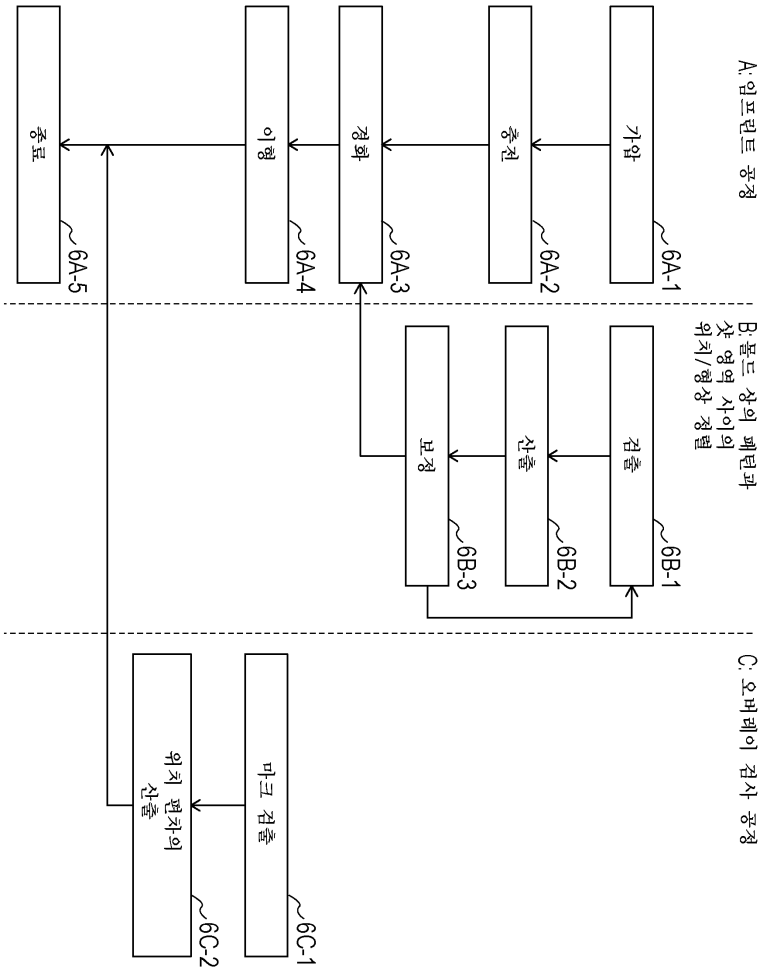 A: 임프린트 공정
가압
6A-1
충전
6A-2
경화
6A-3
이형
6A-4
종료
6A-5
B: 몰드 상의 패턴과
샷 영역 사이의
위치/형상 정렬
검출
6B-1
산출
6B-2
보정
6B-3
C: 오버레이 검사 공정
마크 검출
6C-1
위치 편차의
산출
6C-2